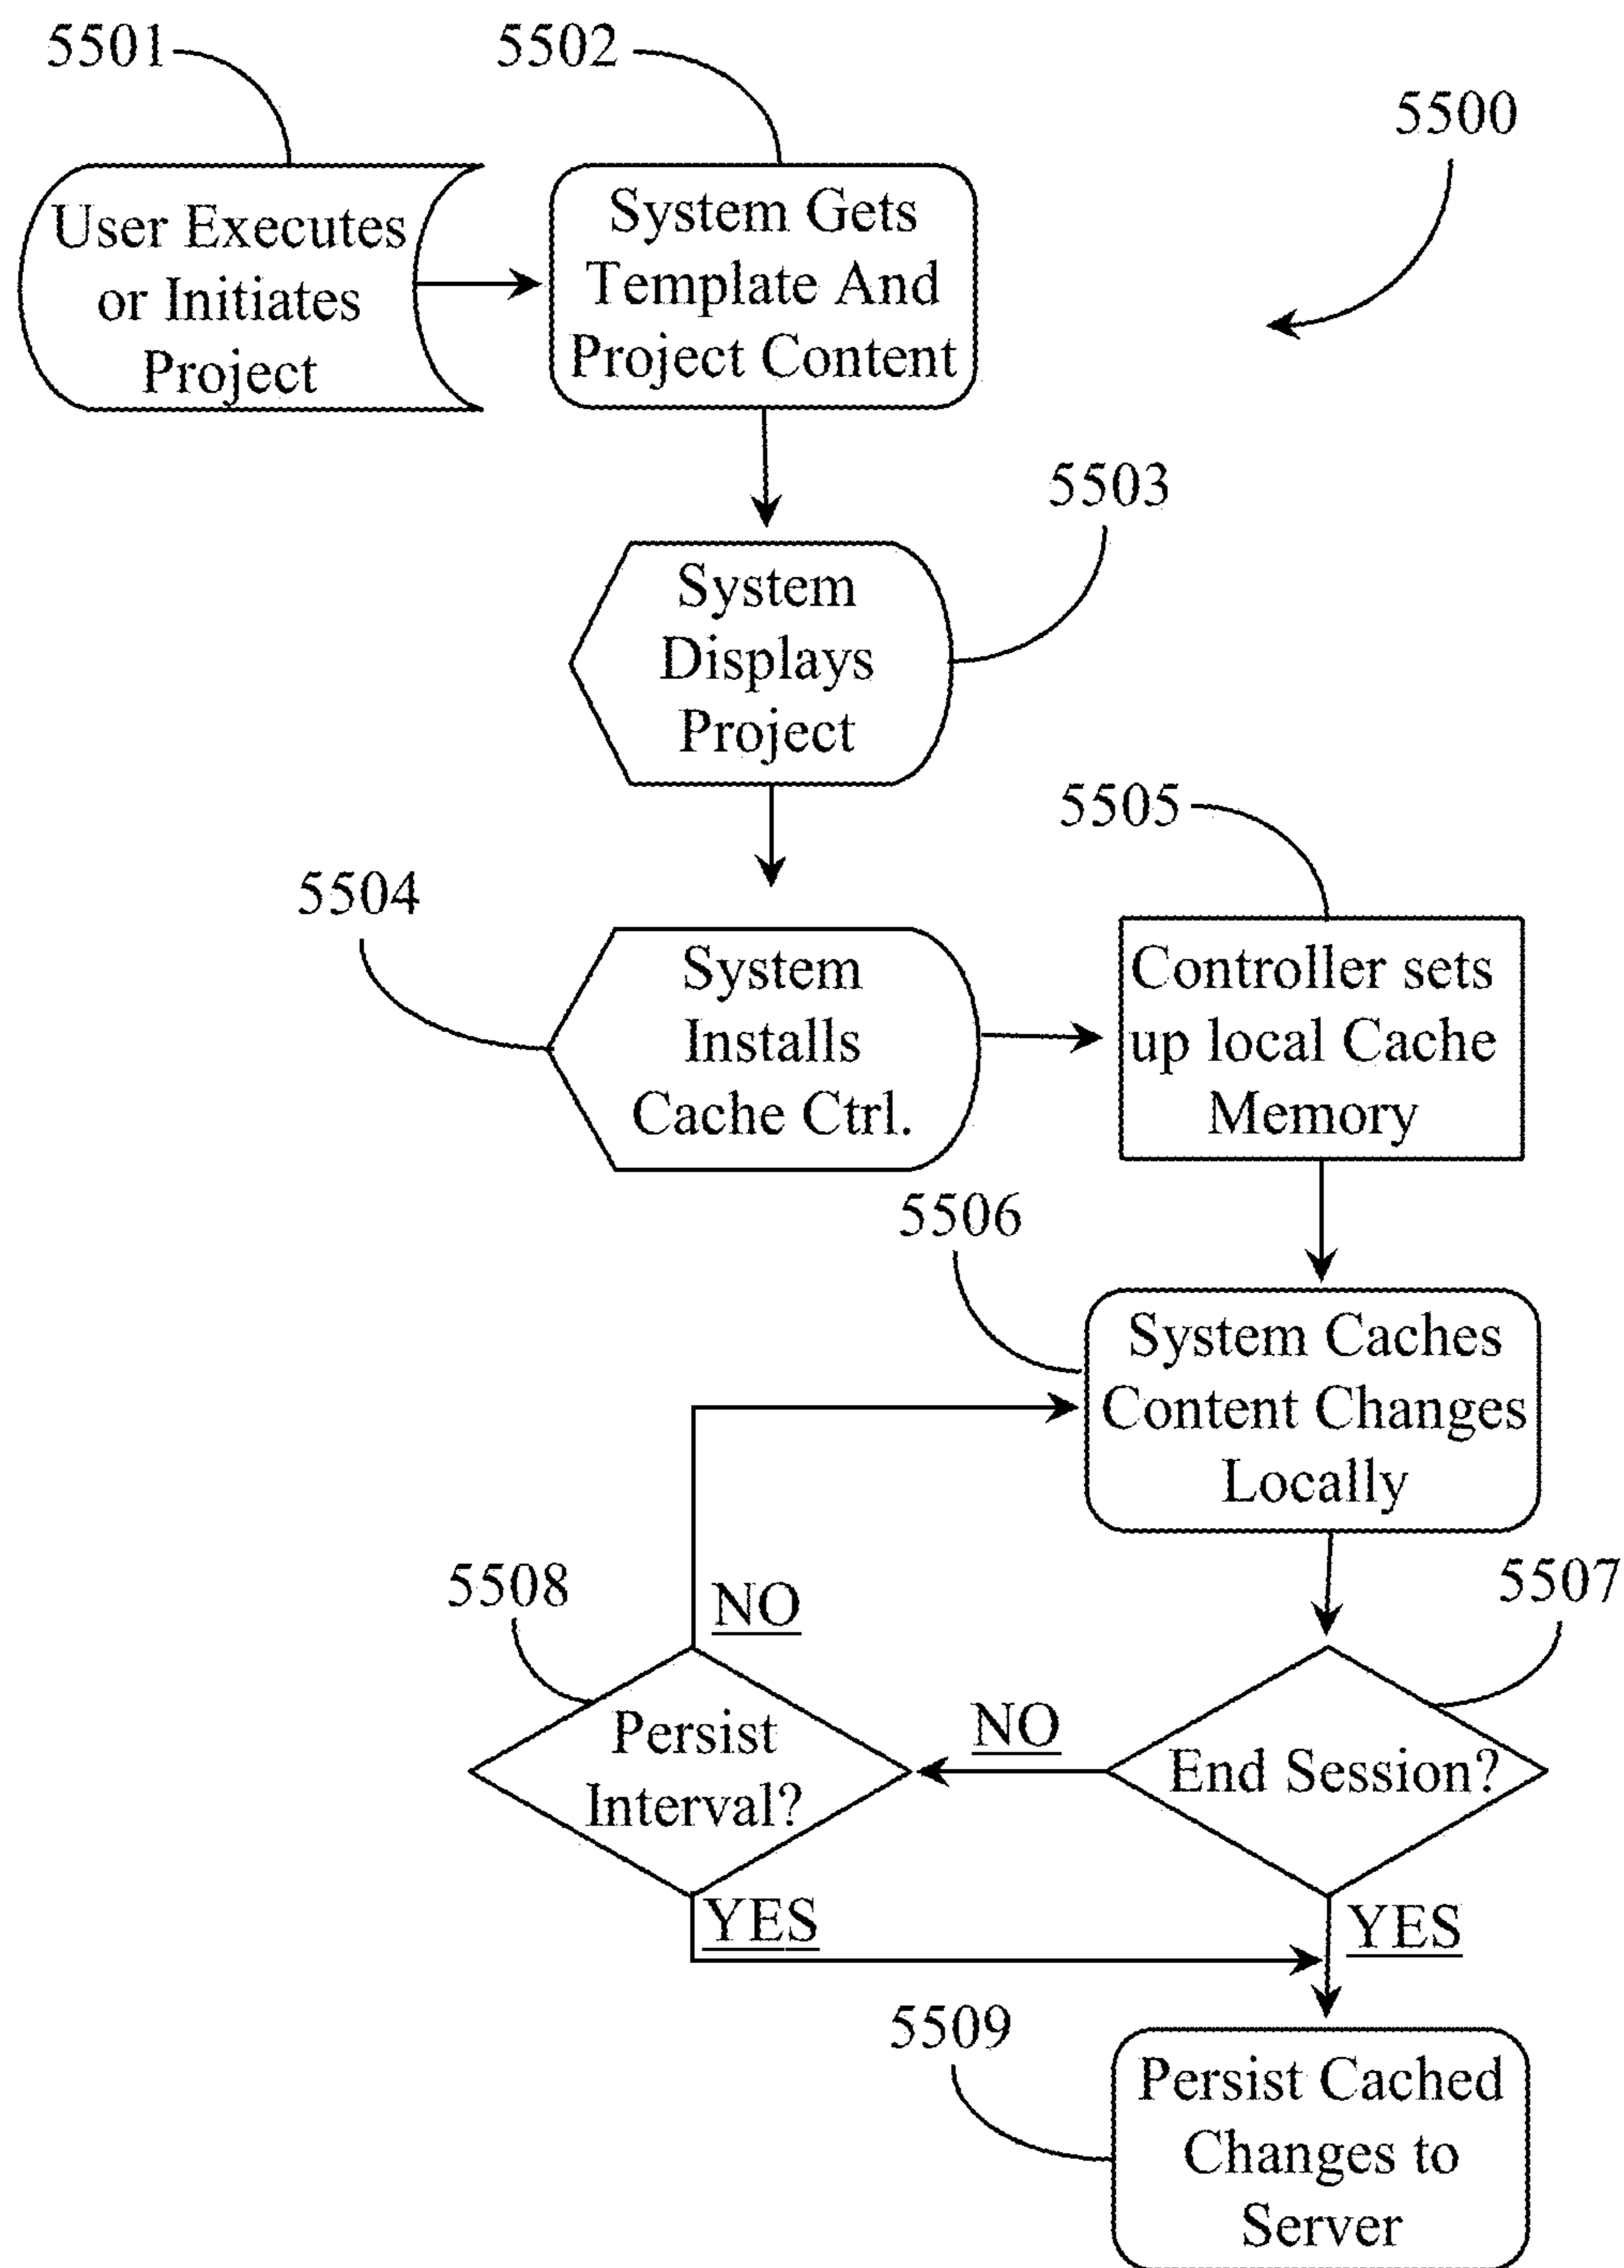 5501
5502
5500
User Executes
or Initiates
Project
System Gets
Template And
Project Content
5503
System
Displays
Project
5505
5504
System
Installs
Cache Ctrl.
Controller sets
up local Cache
Memory
5506
System Caches
Content Changes
Locally
5508
NO
5507
Persist
Interval?
NO
End Session?
YES
YES
5509
Persist Cached
Changes to
Server